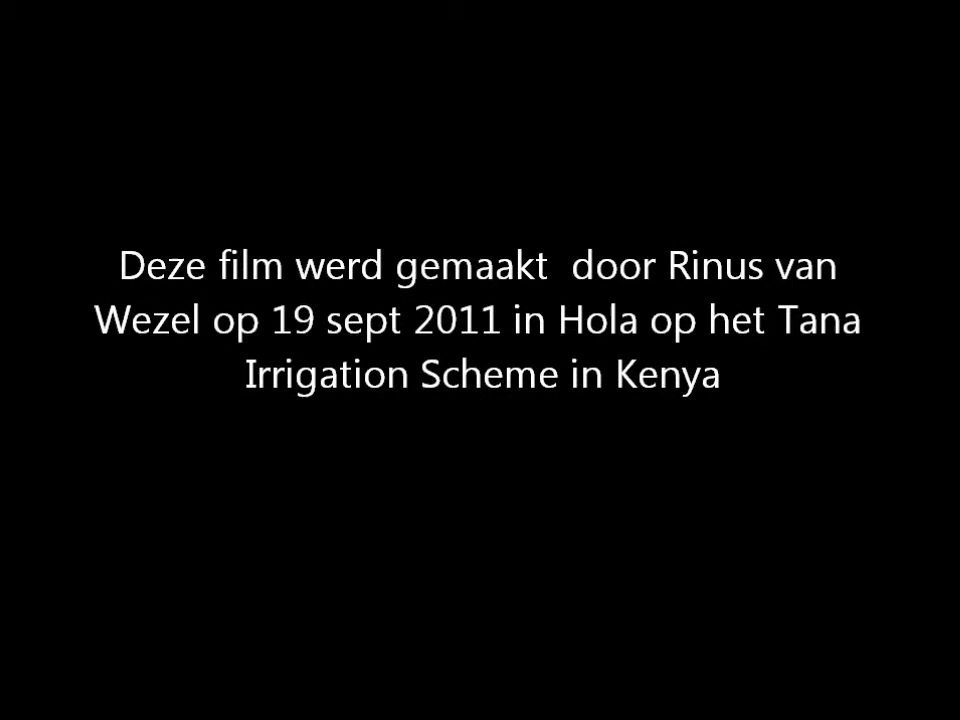 Deze film werd gemaakt  door Rinus van
Wezel op 19 sept 2011 in Hola op het Tana
Irrigation Scheme in Kenya